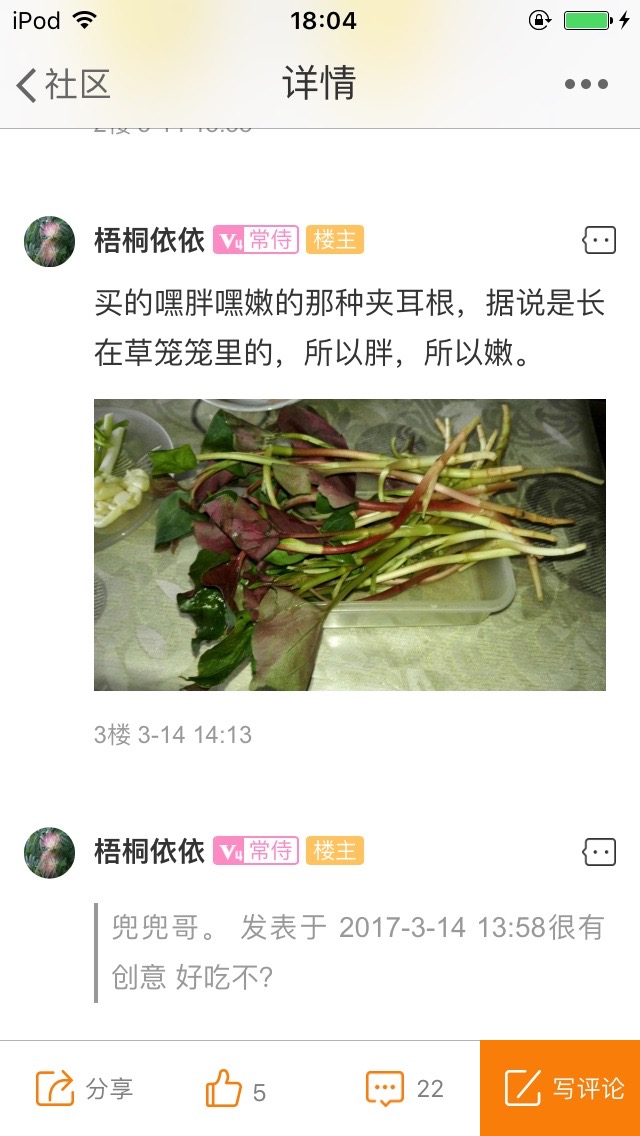 iPod 18:04
社区 详情
梧桐依依 V4 常侍 楼主
买的嘿胖嘿嫩的那种夹耳根，据说是长
在草笼笼里的，所以胖，所以嫩。
3楼 3-14 14:13
梧桐依依 V4 常侍 楼主
兜兜哥。 发表于 2017-3-14 13:58很有
创意 好吃不?
分享 5 22 写评论